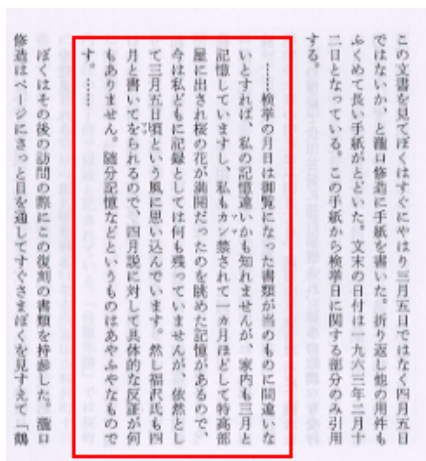 この文書を見てぼくはすぐにやはり三月五日ではなく四月五日
ではないか、と瀧口修造に手紙を書いた。折り返し他の用件も
ふくめて長い手紙がとどいた。文末の日付は一九六三年二月十
二日となっている。この手紙から検挙日に関する部分のみ引用
する。
……検挙の月日は御覧になった書類が当のものに間違いな
いとすれば、私の記憶違いかも知れませんが、家内も三月と
記憶していますし、私もカン禁されて一カ月ほどして特高部
屋に出され桜の花が満開だったのを眺めた記憶があるので、
今は私どもに記録としては何も残っていませんが、依然とし
て三月五日頃という風に思い込んでいます。然し福沢氏も四
月と書いてをられるので、四月説に対して具体的な反証が何
もありません。随分記憶などというものはあやふやなもので
す。……
ぼくはその後の訪問の際にこの復刻の書類を持参した。瀧口
修造はページにさっと目を通してすぐさまぼくを見すえて「鶴